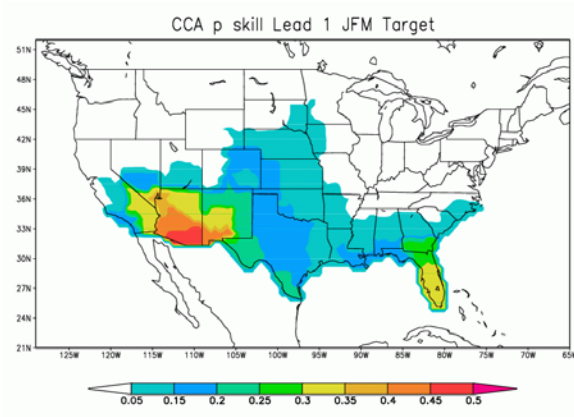 CCA p skill Lead 1 JFM Target
51N
48N
45N
42N
39N
36N
33N
30N
27N
24N
21N
125W 120W 115W 110W 105W 100W 95W 90W 85W 80W 75W 70W 65W
0.05 0.15 0.2 0.25 0.3 0.35 0.4 0.45 0.5